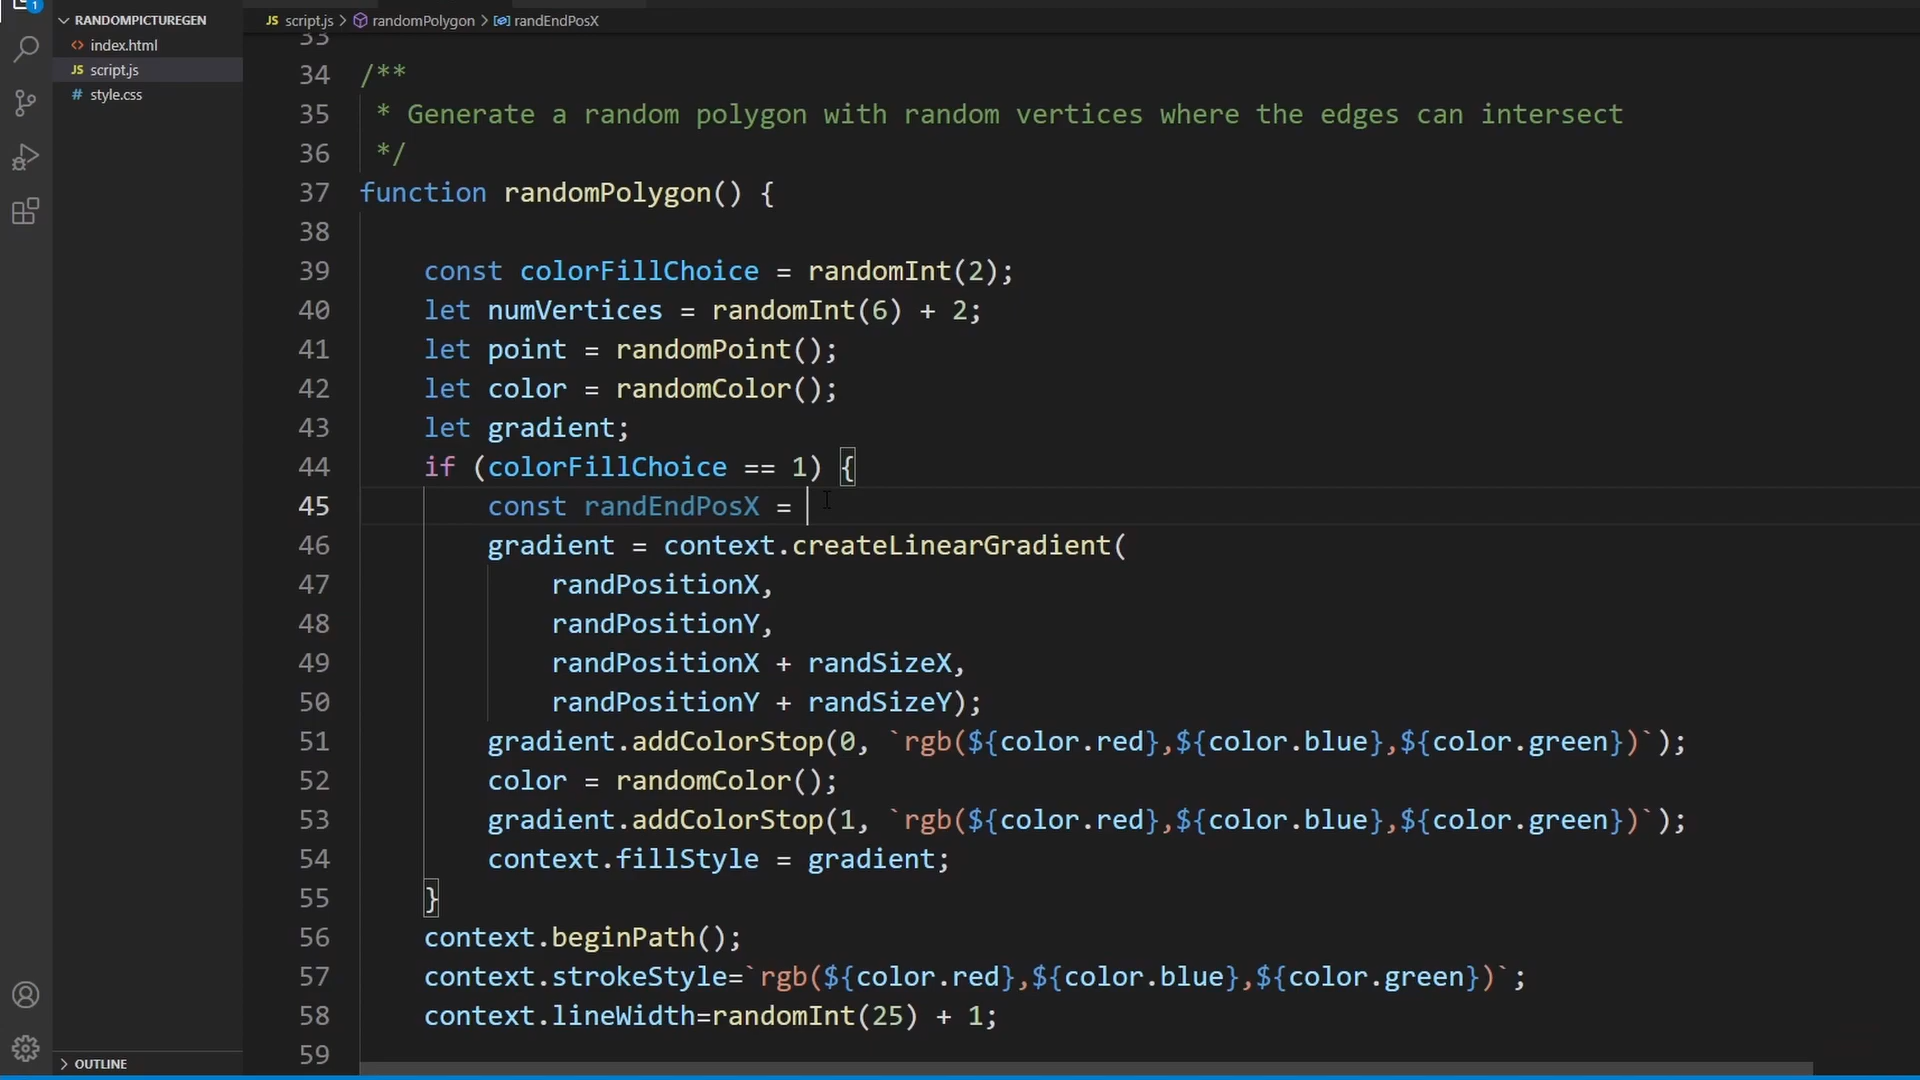 1
RANDOMPICTUREGEN
<> index.html
JS script.js
# style.css
OUTLINE
JS script.js > randomPolygon > randEndPosX
33
34 /**
35 * Generate a random polygon with random vertices where the edges can intersect
36 */
37 function randomPolygon() {
38
39 const colorFillChoice = randomInt(2);
40 let numVertices = randomInt(6) + 2;
41 let point = randomPoint();
42 let color = randomColor();
43 let gradient;
44 if (colorFillChoice == 1) {
45 const randEndPosX =
46 gradient = context.createLinearGradient(
47 randPositionX,
48 randPositionY,
49 randPositionX + randSizeX,
50 randPositionY + randSizeY);
51 gradient.addColorStop(0, `rgb(${color.red},${color.blue},${color.green})`);
52 color = randomColor();
53 gradient.addColorStop(1, `rgb(${color.red},${color.blue},${color.green})`);
54 context.fillStyle = gradient;
55 }
56 context.beginPath();
57 context.strokeStyle=`rgb(${color.red},${color.blue},${color.green})`;
58 context.lineWidth=randomInt(25) + 1;
59